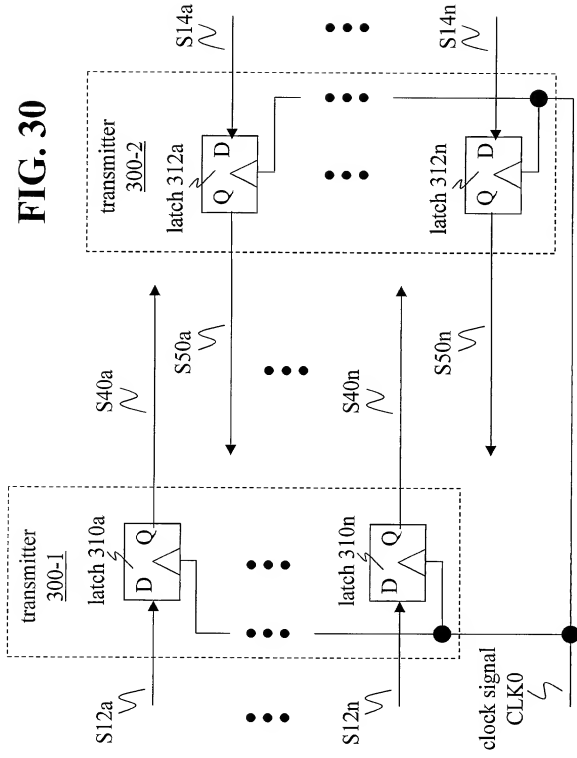 FIG. 30
transmitter
300-1
latch 310a
D Q
S12a
S40a
latch 310n
D Q
S12n
S40n
clock signal
CLK0
transmitter
300-2
latch 312a
Q D
S50a
S14a
latch 312n
Q D
S50n
S14n